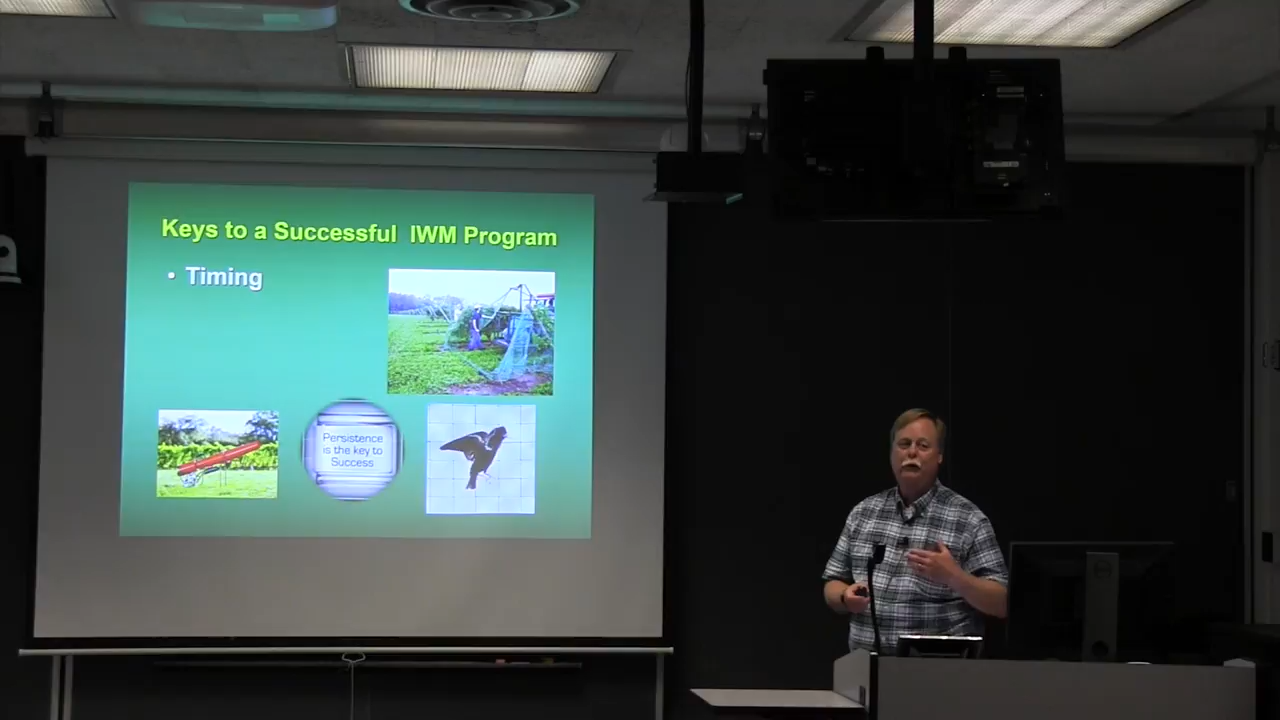 Keys to a Successful IWM Program
• Timing
Persistence
is the key to
Success